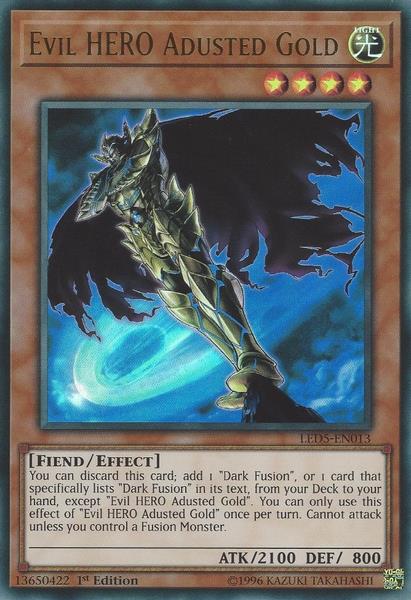 EVIL HERO ADUSTED GOLD
LIGHT
光
LED5-EN013
[FIEND/EFFECT]
You can discard this card; add 1 "Dark Fusion", or 1 card that
specifically lists "Dark Fusion" in its text, from your Deck to your
hand, except "Evil HERO Adusted Gold". You can only use this
effect of "Evil HERO Adusted Gold" once per turn. Cannot attack
unless you control a Fusion Monster.
ATK/2100 DEF/ 800
13650422 1st Edition ©1996 KAZUKI TAKAHASHI